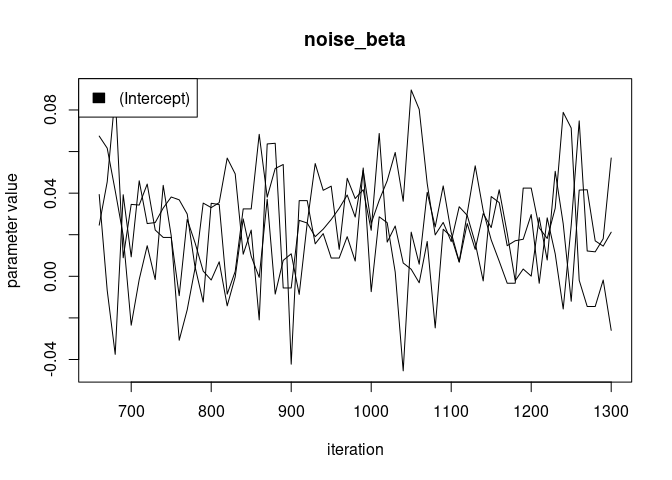 noise_beta
(Intercept)
parameter value
0.08
0.04
0.00
-0.04
700 800 900 1000 1100 1200 1300
iteration